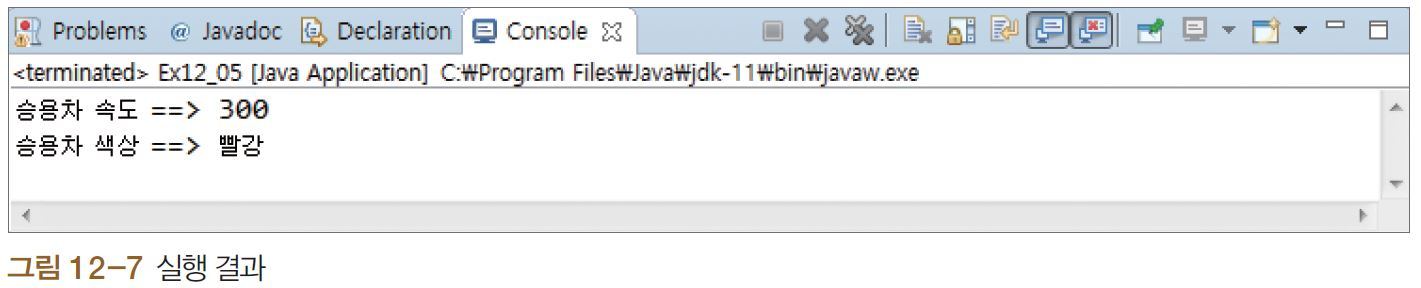 Problems @ Javadoc Declaration Console
<terminated> Ex12_05 [Java Application] C:₩Program Files₩Java₩jdk-11₩bin₩javaw.exe
승용차 속도 ==> 300
승용차 색상 ==> 빨강
그림 12-7 실행 결과